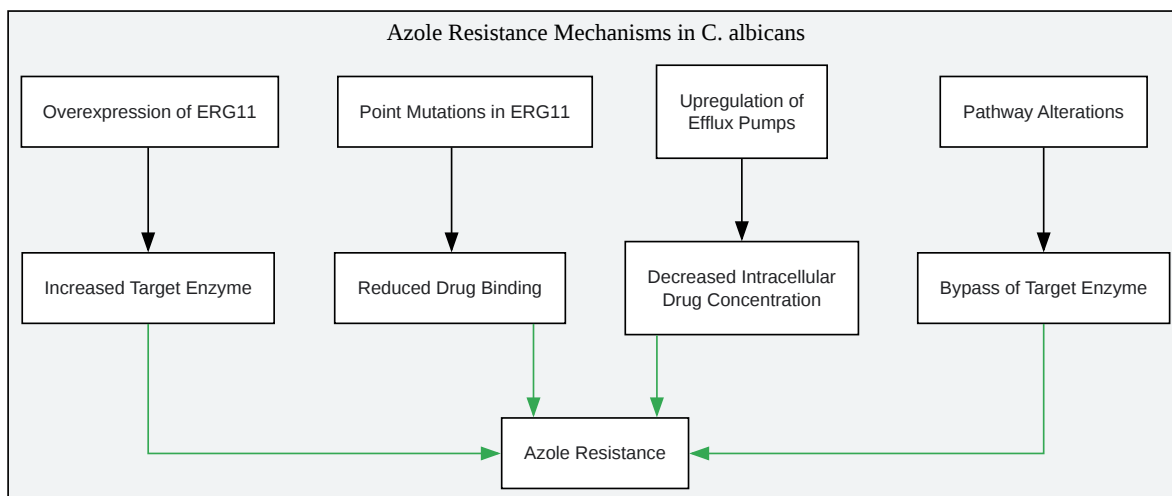 Azole Resistance Mechanisms in C. albicans
Overexpression of ERG11
Point Mutations in ERG11
Upregulation of
Efflux Pumps
Pathway Alterations
Increased Target Enzyme
Reduced Drug Binding
Decreased Intracellular
Drug Concentration
Bypass of Target Enzyme
Azole Resistance